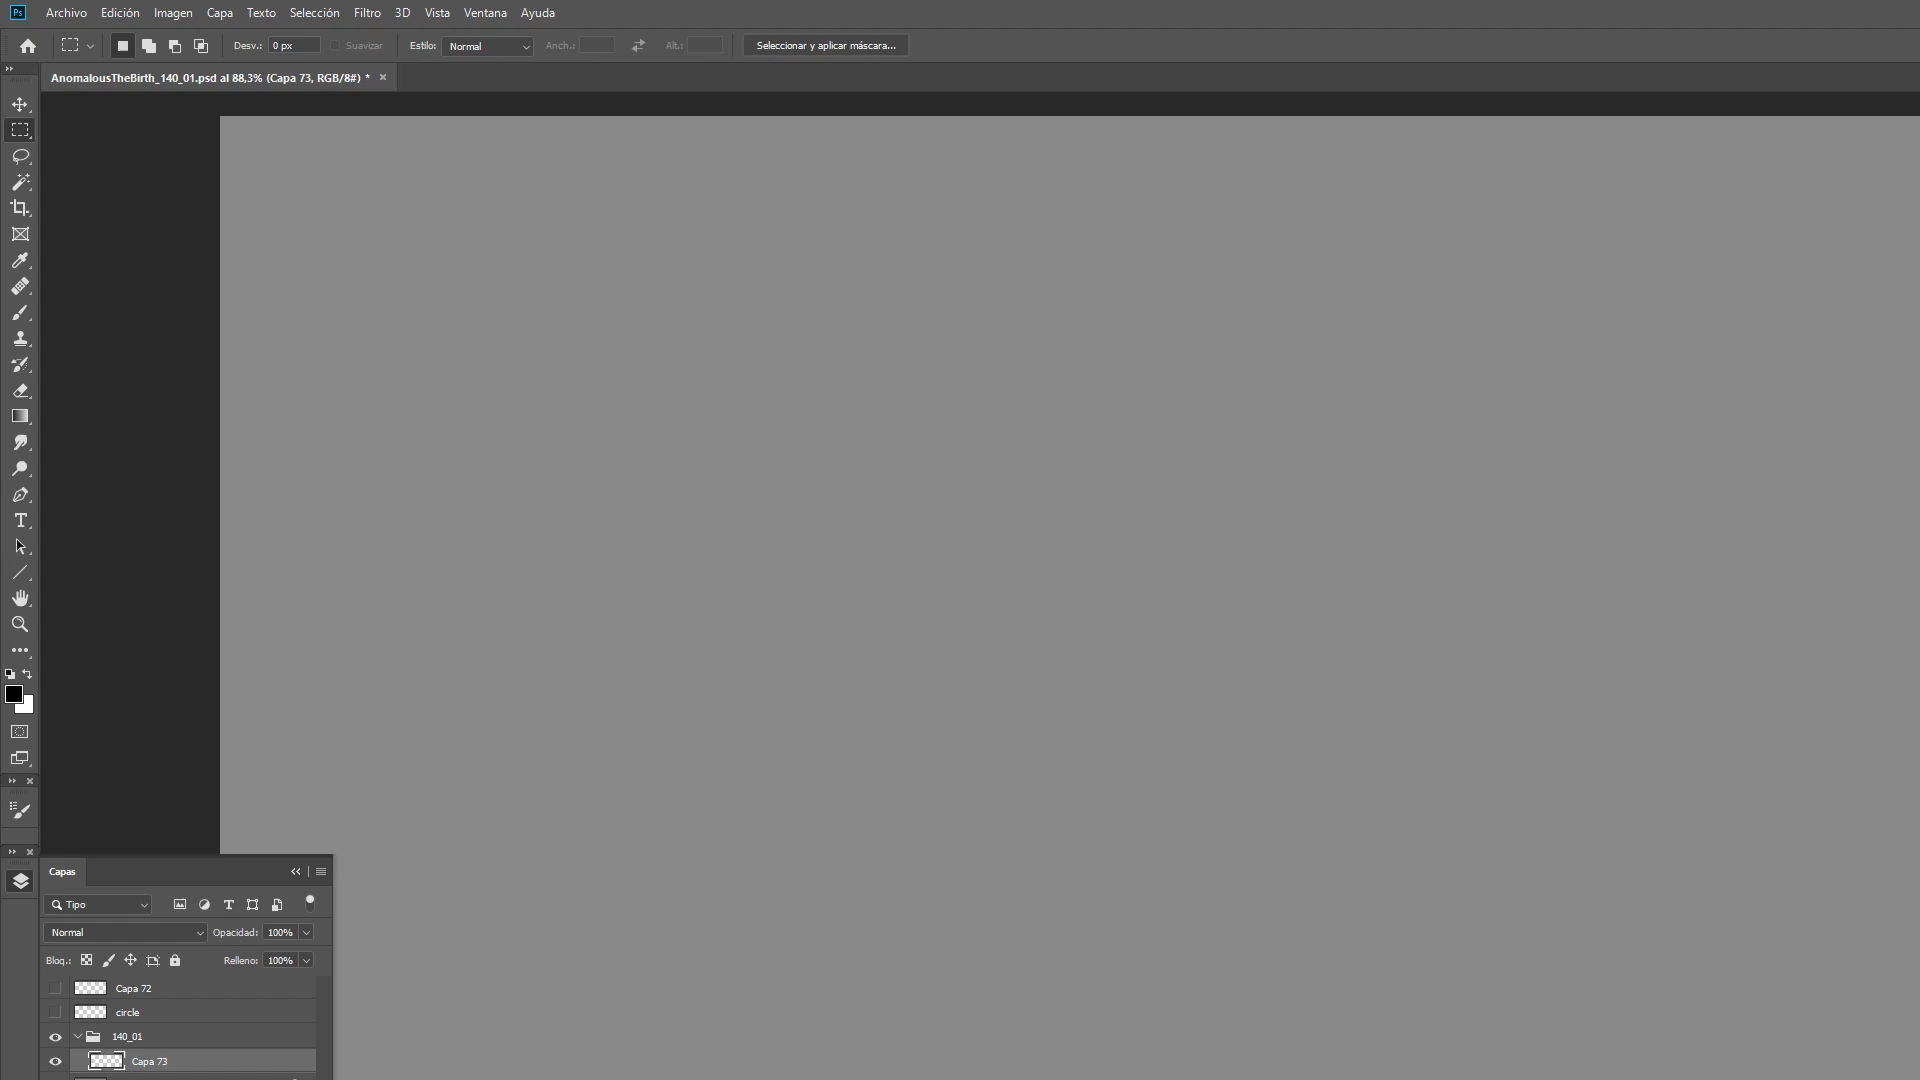 Ps Archivo Edición Imagen Capa Texto Selección Filtro 3D Vista Ventana Ayuda
Desv.: 0 px Suavizar Estilo: Normal Anch.: Alt.: Seleccionar y aplicar máscara...
AnomalousTheBirth_140_01.psd al 88,3% (Capa 73, RGB/8#) *
Capas
Tipo
Normal Opacidad: 100%
Bloq.: Relleno: 100%
Capa 72
circle
140_01
Capa 73